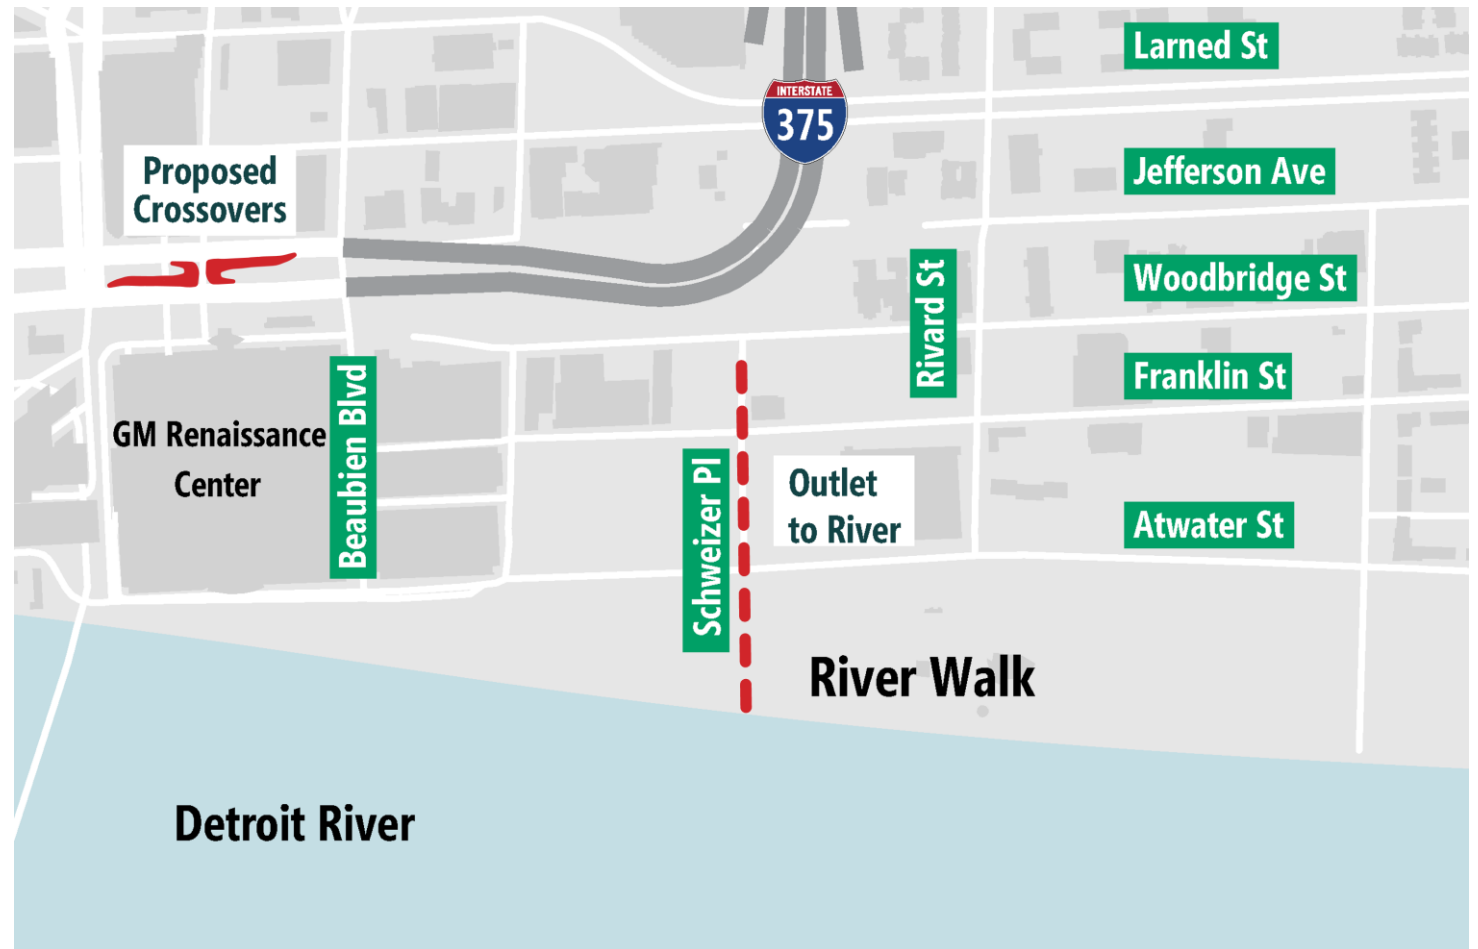 Larned St
INTERSTATE
375
Proposed
Crossovers
Jefferson Ave
Woodbridge St
Rivard St
Franklin St
Beaubien Blvd
GM Renaissance
Center
Schweizer Pl
Outlet
to River
Atwater St
River Walk
Detroit River